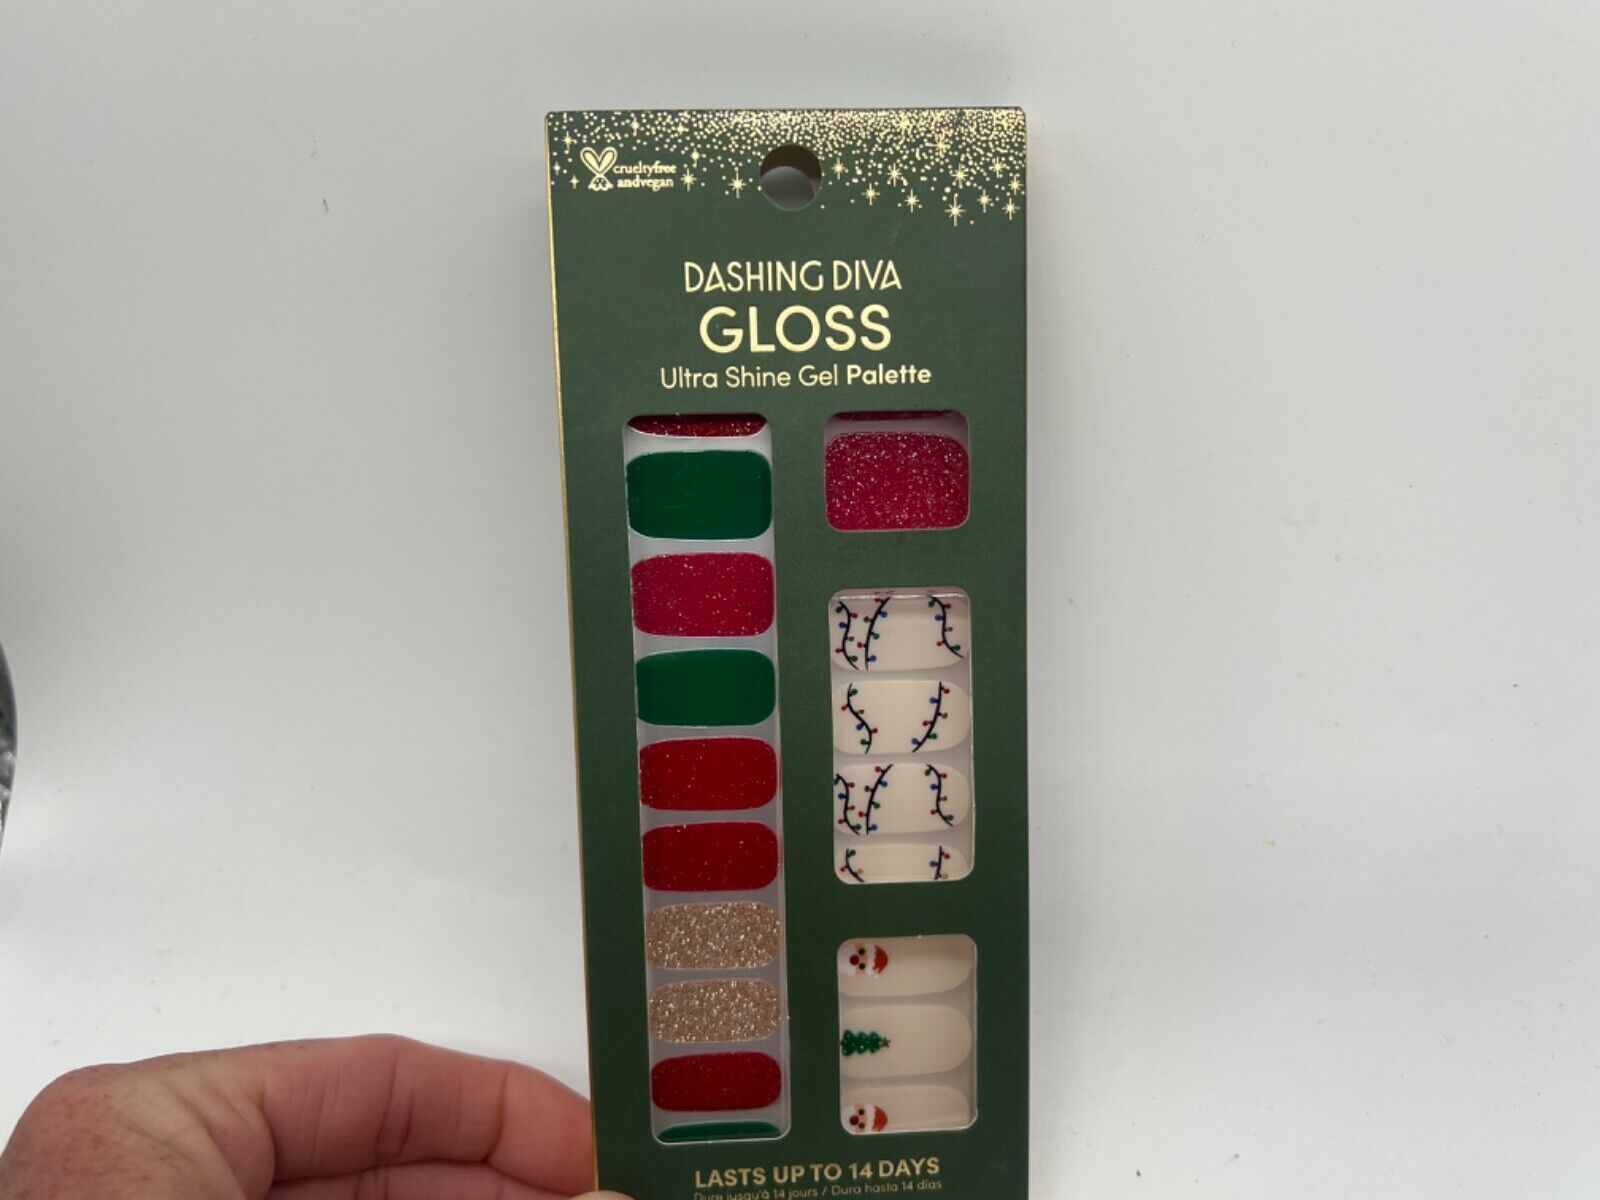 crueltyfree
andvegan
DASHING DIVA
GLOSS
Ultra Shine Gel Palette
LASTS UP TO 14 DAYS
Dure jusqu'à 14 jours / Dura hasta 14 días